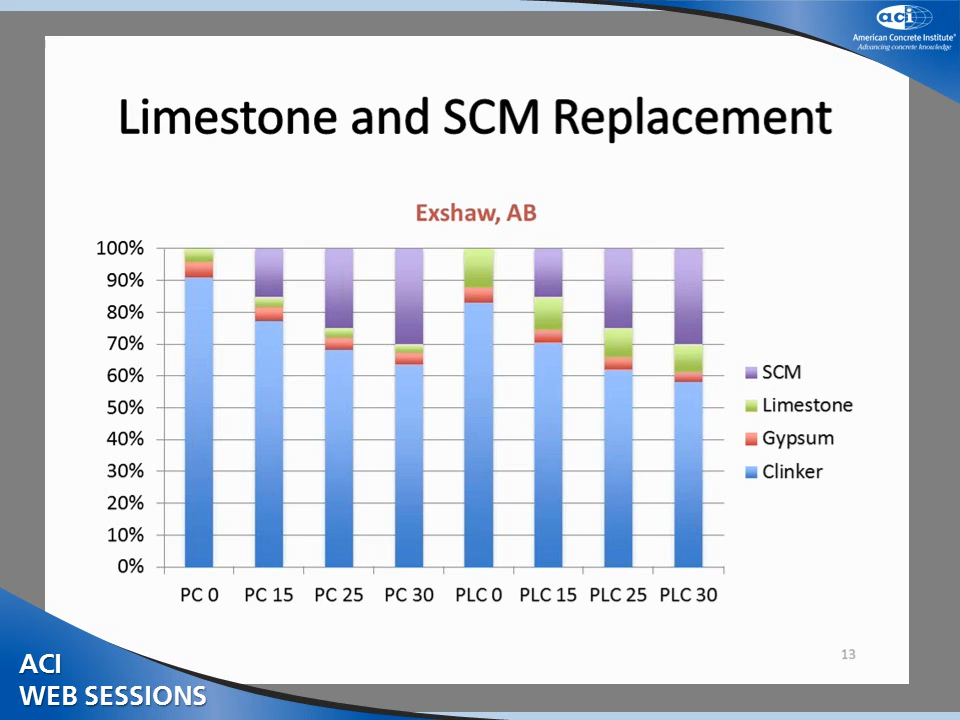 aci
American Concrete Institute®
Advancing concrete knowledge
Limestone and SCM Replacement
Exshaw, AB
100%
90%
80%
70%
60%
50%
40%
30%
20%
10%
0%
PC 0 PC 15 PC 25 PC 30 PLC 0 PLC 15 PLC 25 PLC 30
SCM
Limestone
Gypsum
Clinker
13
ACI
WEB SESSIONS